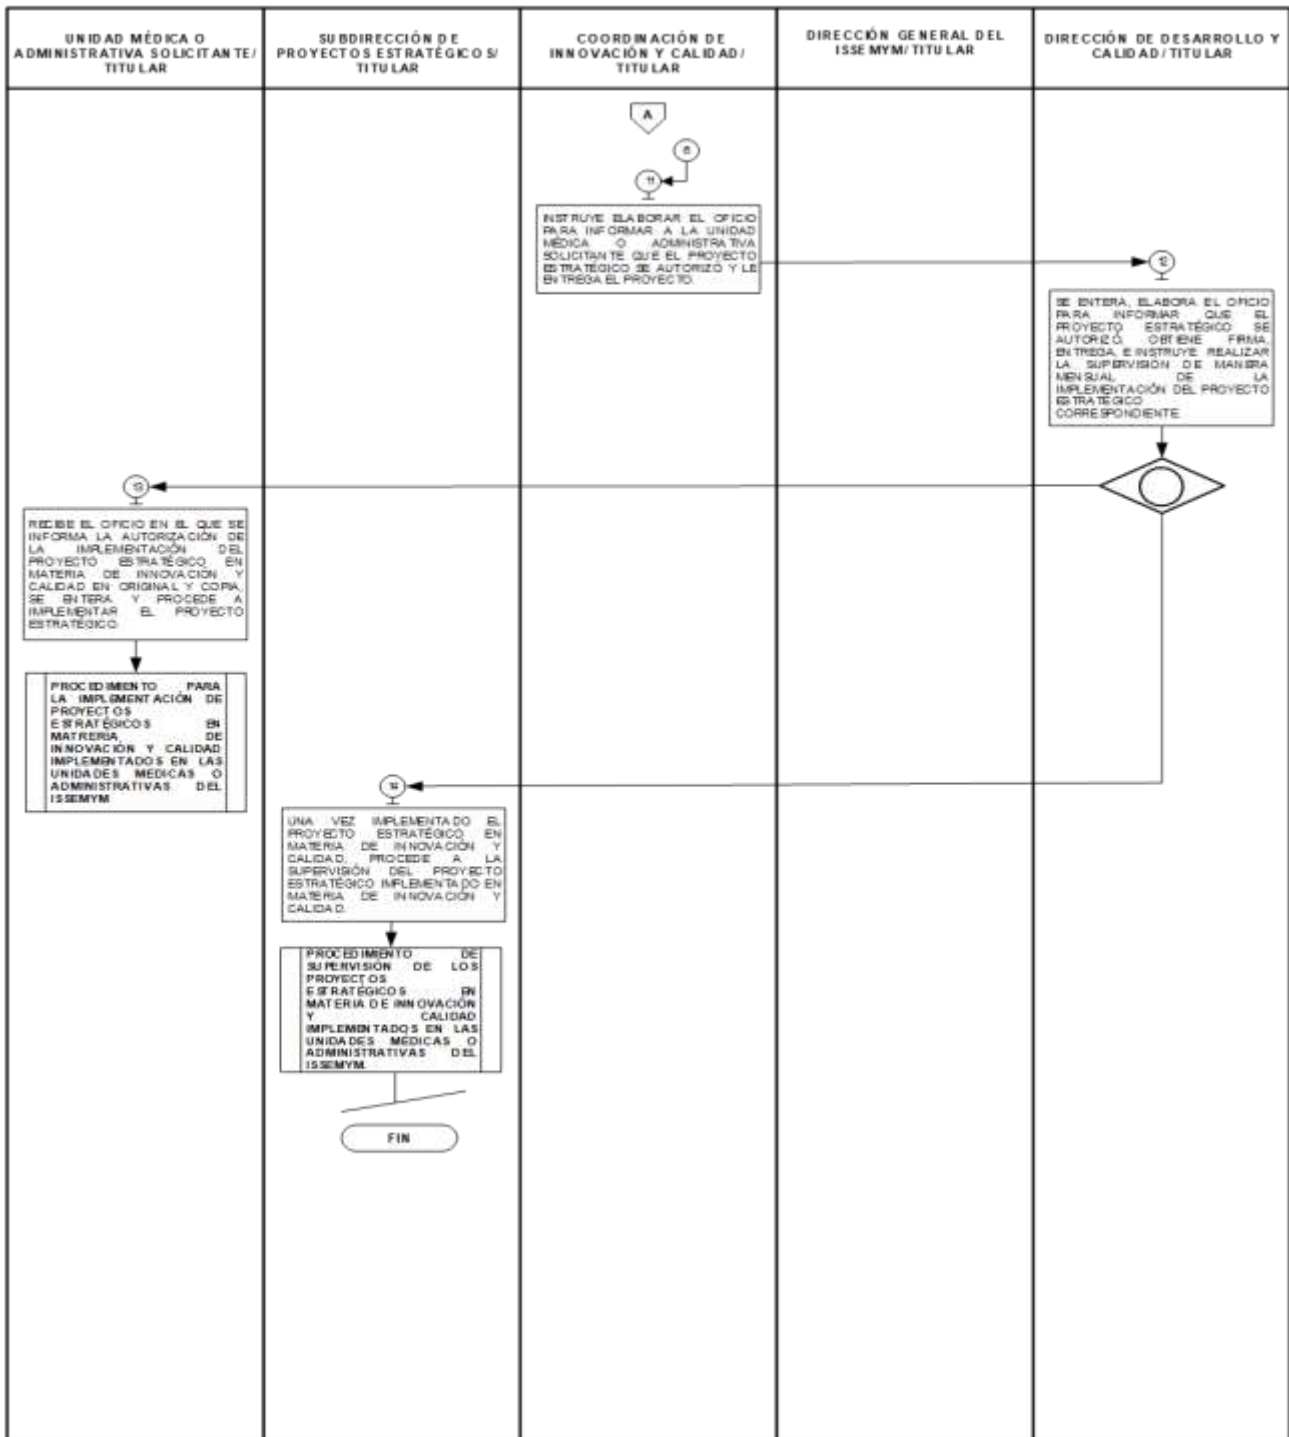 UNIDAD MÉDICA O
ADMINISTRATIVA SOLICITANTE/
TITULAR
SUBDIRECCIÓN DE
PROYECTOS ESTRATÉGICOS/
TITULAR
COORDINACIÓN DE
INNOVACIÓN Y CALIDAD/
TITULAR
DIRECCIÓN GENERAL DEL
ISSEMYM/TITULAR
DIRECCIÓN DE DESARROLLO Y
CALIDAD/TITULAR
A
11
INSTRUYE ELABORAR EL OFICIO
PARA INFORMAR A LA UNIDAD
MÉDICA O ADMINISTRATIVA
SOLICITANTE QUE EL PROYECTO
ESTRATÉGICO SE AUTORIZÓ Y LE
ENTREGA EL PROYECTO.
12
SE ENTERA, ELABORA EL OFICIO
PARA INFORMAR QUE EL
PROYECTO ESTRATÉGICO SE
AUTORIZÓ, OBTIENE FIRMA,
ENTREGA, E INSTRUYE REALIZAR
LA SUPERVISIÓN DE MANERA
MENSUAL DE LA
IMPLEMENTACIÓN DEL PROYECTO
ESTRATÉGICO
CORRESPONDIENTE.
13
RECIBE EL OFICIO EN EL QUE SE
INFORMA LA AUTORIZACIÓN DE
LA IMPLEMENTACIÓN DEL
PROYECTO ESTRATÉGICO EN
MATERIA DE INNOVACIÓN Y
CALIDAD EN ORIGINAL Y COPIA,
SE ENTERA Y PROCEDE A
IMPLEMENTAR EL PROYECTO
ESTRATÉGICO.
PROCEDIMIENTO PARA
LA IMPLEMENTACIÓN DE
PROYECTOS
ESTRATÉGICOS EN
MATRERÍA DE
INNOVACIÓN Y CALIDAD
IMPLEMENTADOS EN LAS
UNIDADES MÉDICAS O
ADMINISTRATIVAS DEL
ISSEMYM
14
UNA VEZ IMPLEMENTADO EL
PROYECTO ESTRATÉGICO EN
MATERIA DE INNOVACIÓN Y
CALIDAD, PROCEDE A LA
SUPERVISIÓN DEL PROYECTO
ESTRATÉGICO IMPLEMENTADO EN
MATERIA DE INNOVACIÓN Y
CALIDAD.
PROCEDIMIENTO DE
SUPERVISIÓN DE LOS
PROYECTOS
ESTRATÉGICOS EN
MATERIA DE INNOVACIÓN
Y CALIDAD
IMPLEMENTADOS EN LAS
UNIDADES MÉDICAS O
ADMINISTRATIVAS DEL
ISSEMYM.
FIN